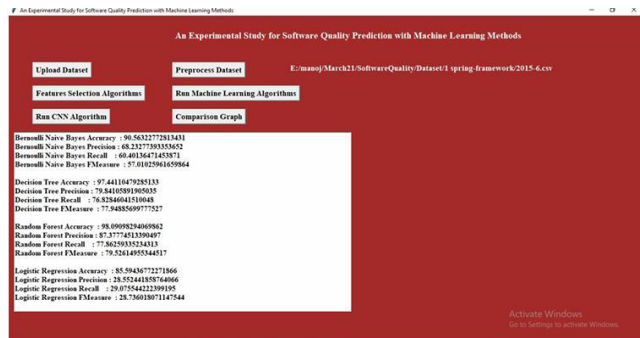 An Experimental Study for Software Quality Prediction with Machine Learning Methods
An Experimental Study for Software Quality Prediction with Machine Learning Methods
Upload Dataset
Preprocess Dataset
E:/manoj/March21/SoftwareQuality/Dataset/1 spring-framework/2015-6.csv
Features Selection Algorithms
Run Machine Learning Algorithms
Run CNN Algorithm
Comparison Graph
Bernoulli Naive Bayes Accuracy : 90.56322772813431
Bernoulli Naive Bayes Precision : 68.23277393353652
Bernoulli Naive Bayes Recall : 60.40136471453871
Bernoulli Naive Bayes FMeasure : 57.01025961659864
Decision Tree Accuracy : 97.44110479285133
Decision Tree Precision : 79.84105891905035
Decision Tree Recall : 76.82846041510048
Decision Tree FMeasure : 77.94885699777527
Random Forest Accuracy : 98.09098294069862
Random Forest Precision : 87.37774513390497
Random Forest Recall : 77.86259335234313
Random Forest FMeasure : 79.52614955344517
Logistic Regression Accuracy : 85.59436772271866
Logistic Regression Precision : 28.552441858764066
Logistic Regression Recall : 29.075544222399195
Logistic Regression FMeasure : 28.736018071147544
Activate Windows
Go to Settings to activate Windows.